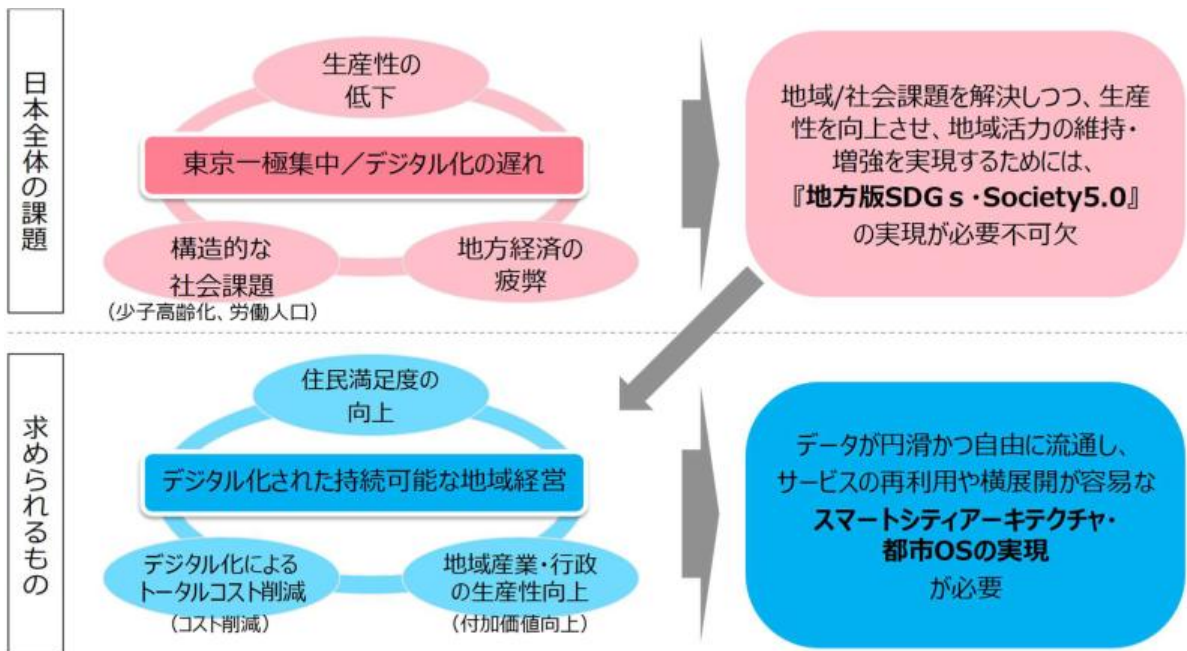 日本全体の課題
生産性の
低下
東京一極集中／デジタル化の遅れ
構造的な
社会課題
(少子高齢化、労働人口)
地方経済の
疲弊
地域/社会課題を解決しつつ、生産
性を向上させ、地域活力の維持・
増強を実現するためには、
『地方版SDGｓ・Society5.0』
の実現が必要不可欠
求められるもの
住民満足度の
向上
デジタル化された持続可能な地域経営
デジタル化による
トータルコスト削減
(コスト削減)
地域産業・行政
の生産性向上
(付加価値向上)
データが円滑かつ自由に流通し、
サービスの再利用や横展開が容易な
スマートシティアーキテクチャ・
都市OSの実現
が必要